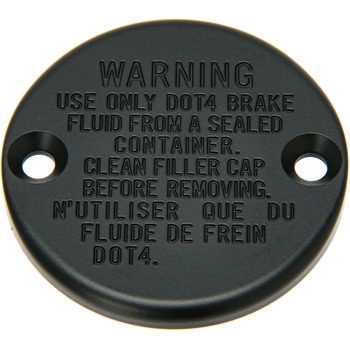 WARNING
USE ONLY DOT4 BRAKE
FLUID FROM A SEALED
CONTAINER.
CLEAN FILLER CAP
BEFORE REMOVING.
N'UTILISER QUE DU
FLUIDE DE FREIN
DOT4.